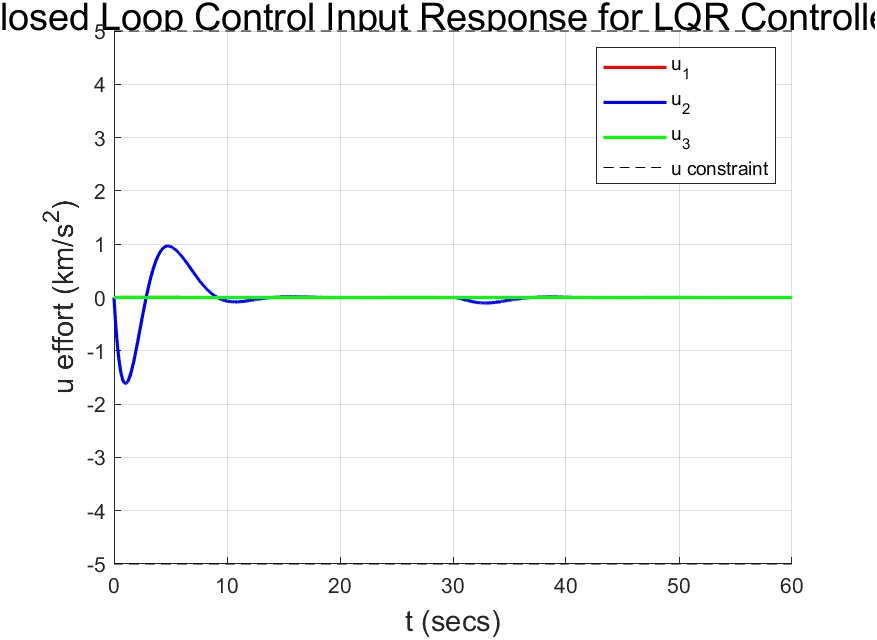 losed Loop Control Input Response for LQR Controlle
5
4
3
2
1
0
-1
-2
-3
-4
-5
u effort (km/s²)
u₁
u₂
u₃
u constraint
0 10 20 30 40 50 60
t (secs)